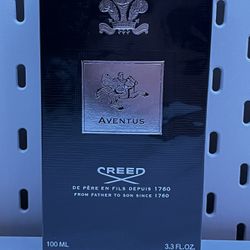 AVENTUS
CREED
DE PÈRE EN FILS DEPUIS 1760
FROM FATHER TO SON SINCE 1760
100 ML 3.3 FL.OZ.